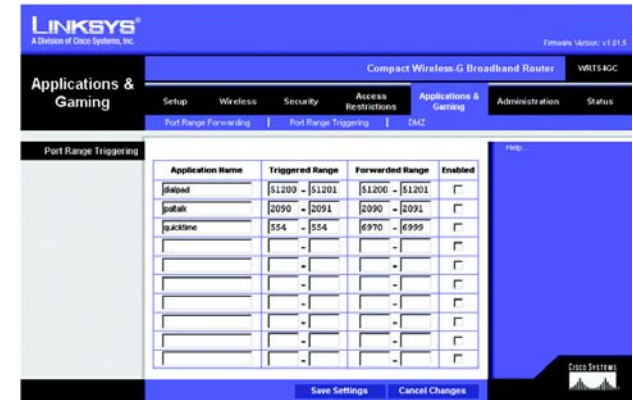 LINKSYS®
A Division of Cisco Systems, Inc.
Firmware Version: v1.01.5
Compact Wireless-G Broadband Router WRT54GC
Applications & Gaming
Setup Wireless Security Access Restrictions Applications & Gaming Administration Status
Port Range Forwarding | Port Range Triggering | DMZ
Port Range Triggering
Help...
Application Name Triggered Range Forwarded Range Enabled
dialpad 51200 - 51201 51200 - 51201
paltalk 2090 - 2091 2090 - 2091
quicktime 554 - 554 6970 - 6999
- -
- -
- -
- -
- -
- -
- -
Save Settings Cancel Changes
CISCO SYSTEMS